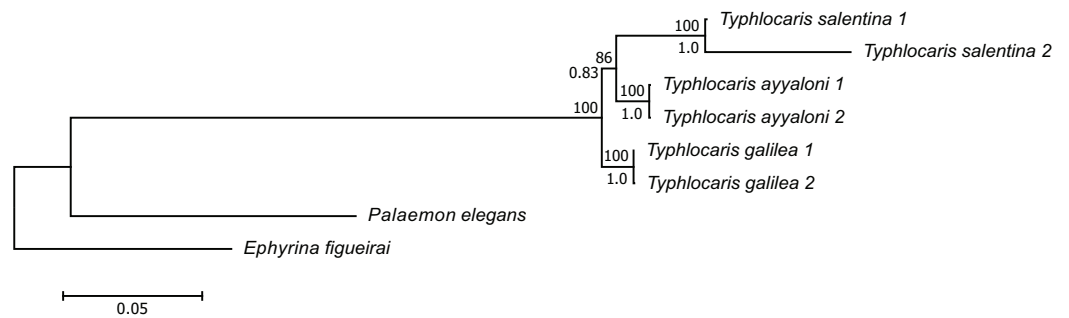 100
Typhlocaris salentina 1
1.0
Typhlocaris salentina 2
86
0.83
100
Typhlocaris ayyaloni 1
1.0
Typhlocaris ayyaloni 2
100
100
Typhlocaris galilea 1
1.0
Typhlocaris galilea 2
Palaemon elegans
Ephyrina figueirai
0.05